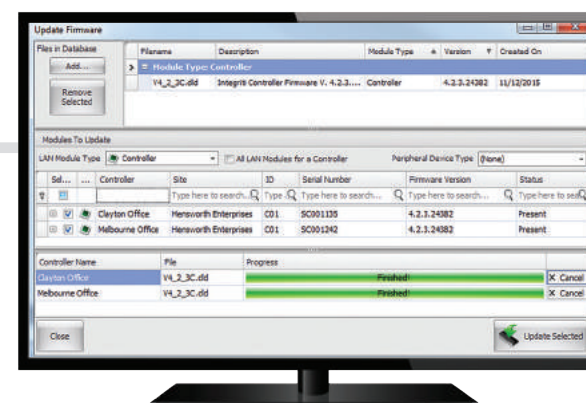 Update Firmware
Files in Database
Add...
Remove Selected
Filename Description Module Type Version Created On
Module Type: Controller
V4_2_3C.dld Integriti Controller Firmware V. 4.2.3.... Controller 4.2.3.24382 11/12/2015
Modules To Update
LAN Module Type Controller All LAN Modules for a Controller Peripheral Device Type (None)
Sel... ... Controller Site ID Serial Number Firmware Version Status
Type here to search... Type Type here to search... Type here to search... Type here to
Clayton Office Hensworth Enterprises C01 SC001135 4.2.3.24382 Present
Melbourne Office Hensworth Enterprises C01 SC001242 4.2.3.24382 Present
Controller Name File Progress
Clayton Office V4_2_3C.dld Finished! X Cancel
Melbourne Office V4_2_3C.dld Finished! X Cancel
Close Update Selected